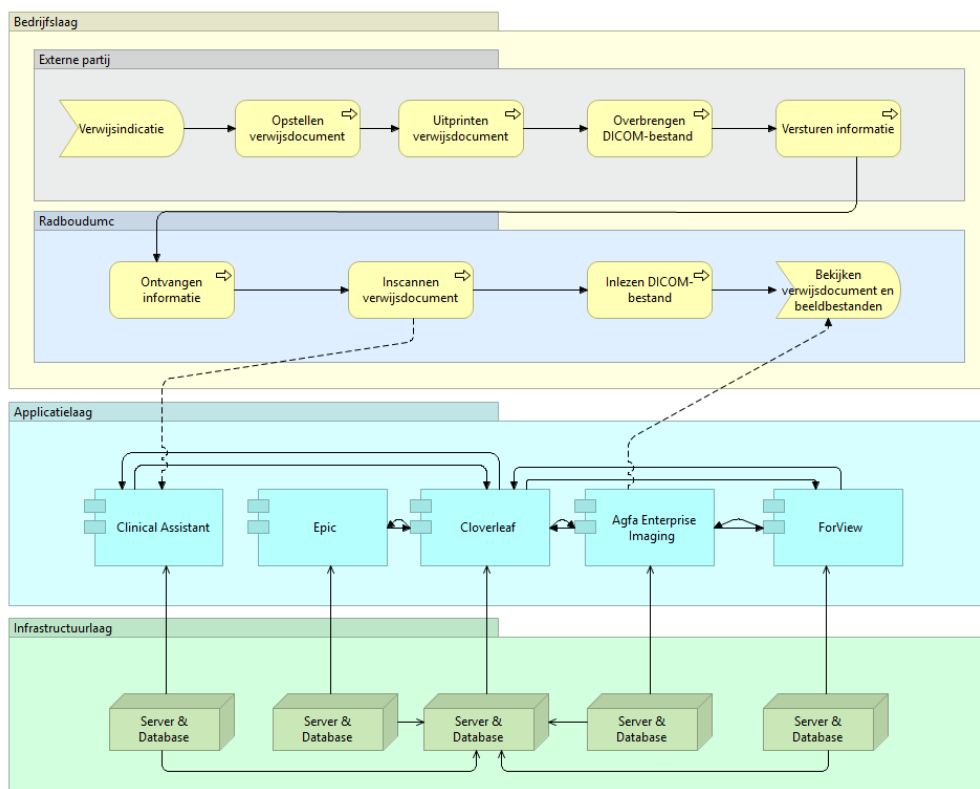 Bedrijfslaag
Externe partij
Verwijsindicatie
Opstellen
verwijsdocument
Uitprinten
verwijsdocument
Overbrengen
DICOM-bestand
Versturen informatie
Radboudumc
Ontvangen
informatie
Inscannen
verwijsdocument
Inlezen DICOM-
bestand
Bekijken
verwijsdocument en
beeldbestanden
Applicatielaag
Clinical Assistant
Epic
Cloverleaf
Agfa Enterprise
Imaging
ForView
Infrastructuurlaag
Server &
Database
Server &
Database
Server &
Database
Server &
Database
Server &
Database